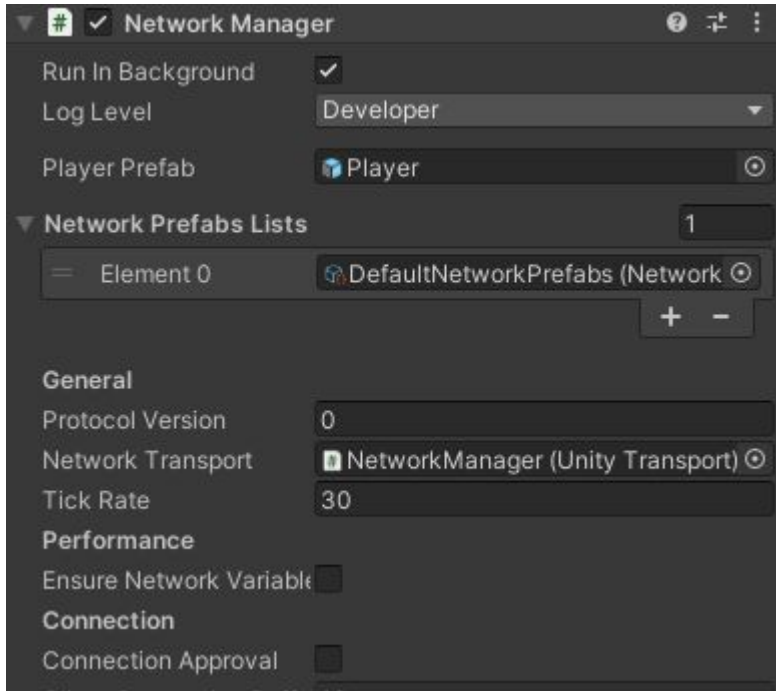 Network Manager
Run In Background
Log Level Developer
Player Prefab Player
Network Prefabs Lists 1
Element 0 DefaultNetworkPrefabs (Network
General
Protocol Version 0
Network Transport NetworkManager (Unity Transport)
Tick Rate 30
Performance
Ensure Network Variable
Connection
Connection Approval